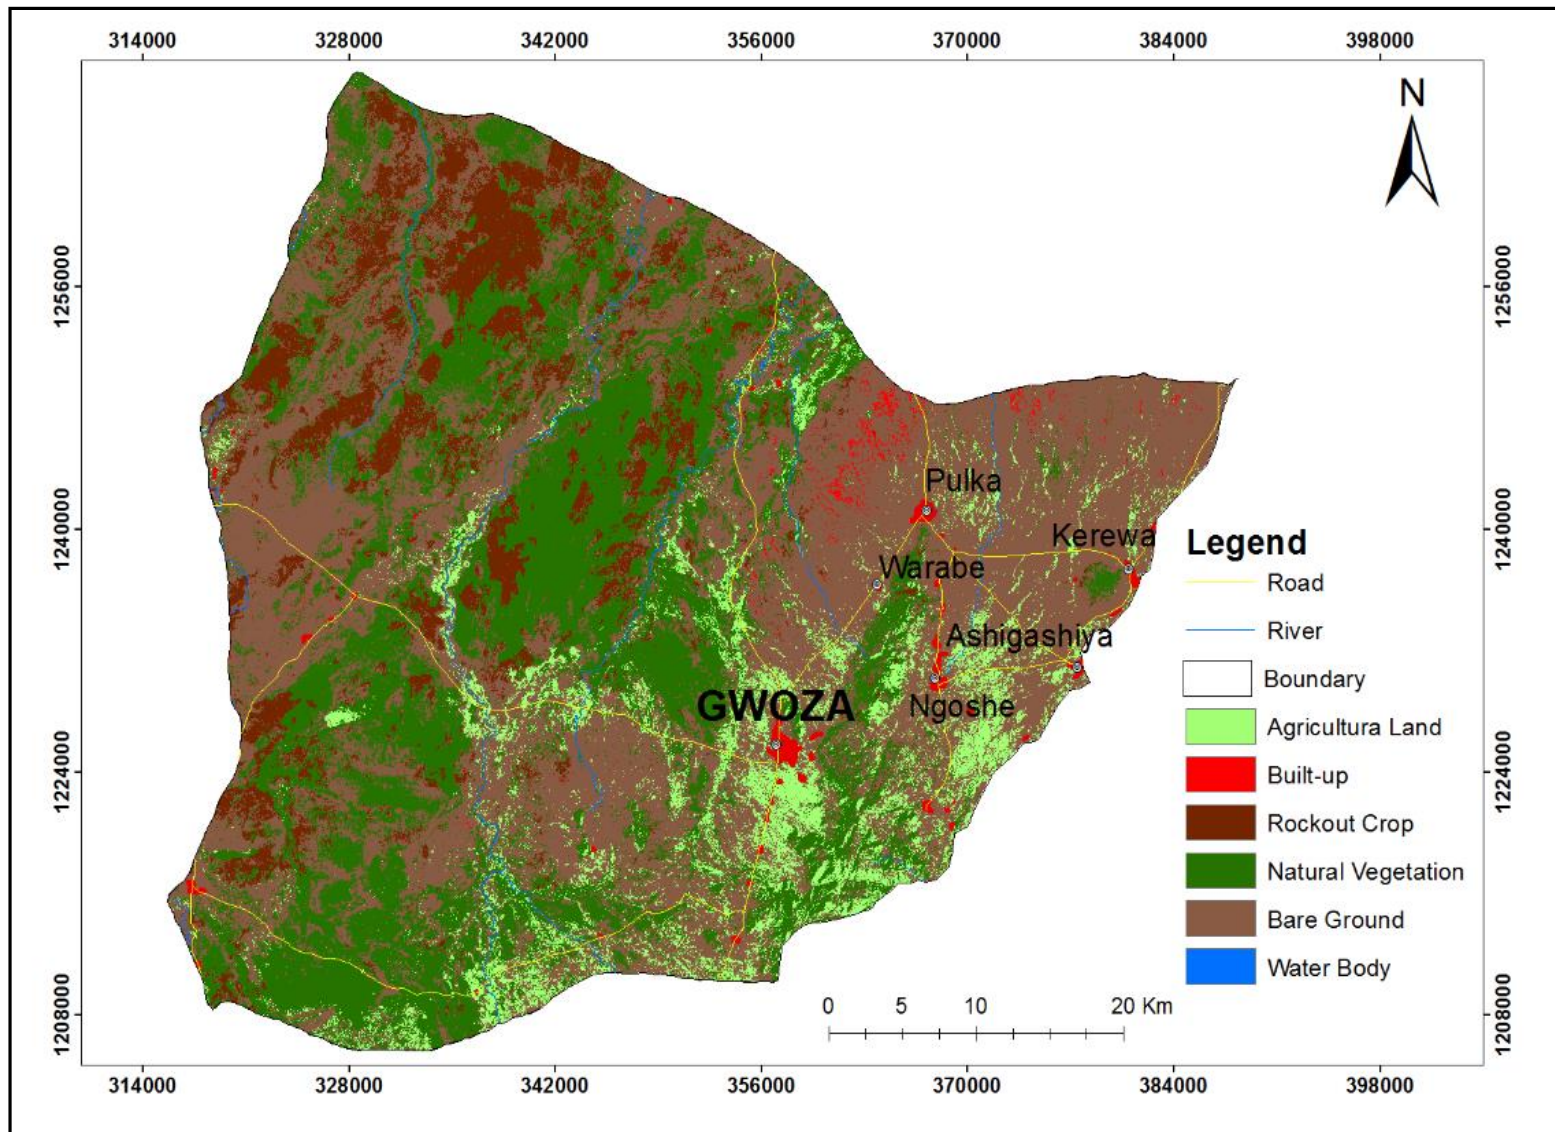 314000 328000 342000 356000 370000 384000 398000
N
1256000 1256000
Pulka
1240000 1240000
Kerewa
Warabe
Ashigashiya
GWOZA
Ngoshe
1224000 1224000
1208000 1208000
Legend
Road
River
Boundary
Agricultura Land
Built-up
Rockout Crop
Natural Vegetation
Bare Ground
Water Body
0 5 10 20 Km
314000 328000 342000 356000 370000 384000 398000